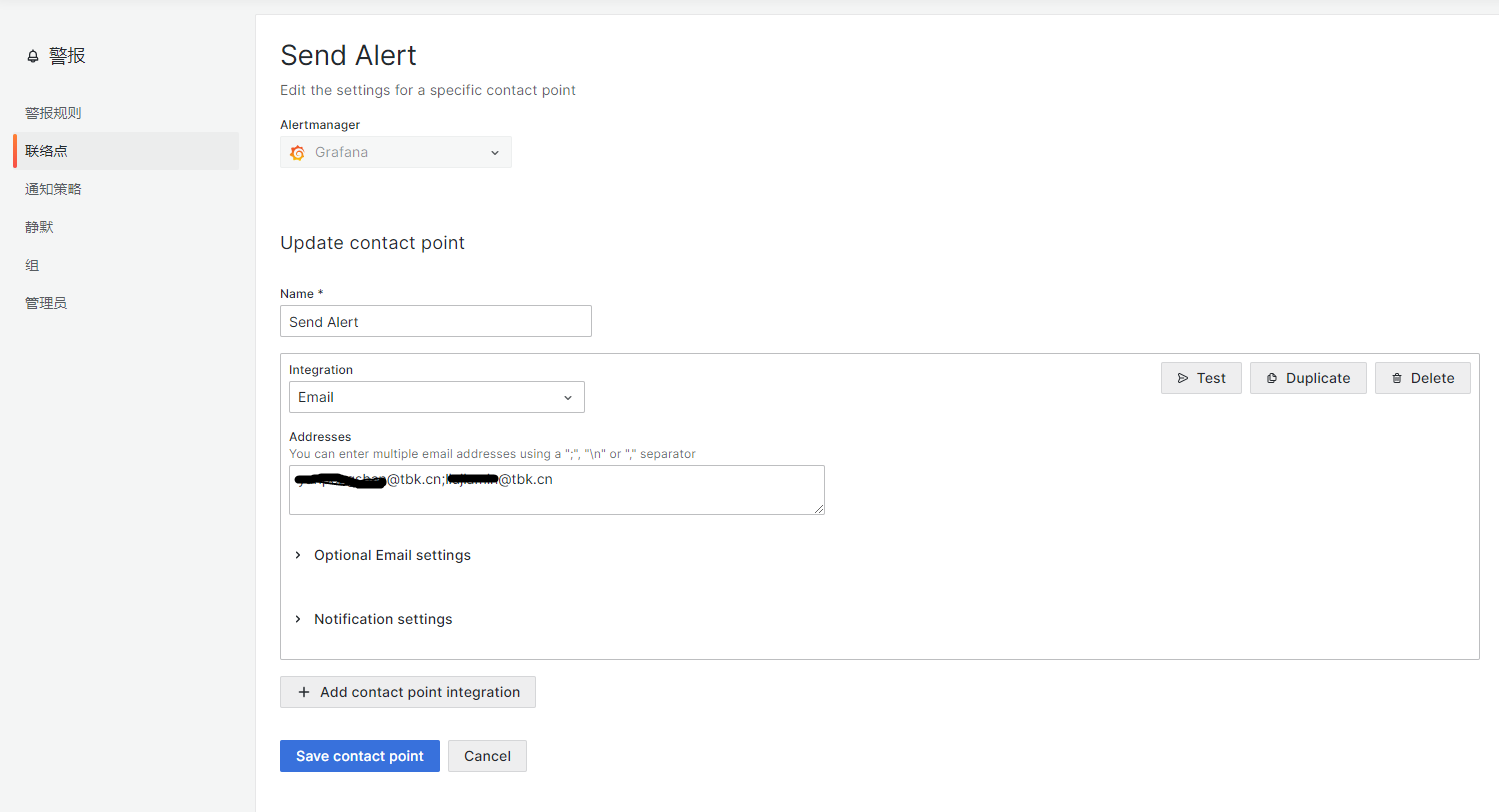 警报
警报规则
联络点
通知策略
静默
组
管理员
Send Alert
Edit the settings for a specific contact point
Alertmanager
Grafana
Update contact point
Name *
Send Alert
Integration
Email
Test
Duplicate
Delete
Addresses
You can enter multiple email addresses using a ";", "\n" or "," separator
@tbk.cn; @tbk.cn
Optional Email settings
Notification settings
Add contact point integration
Save contact point
Cancel